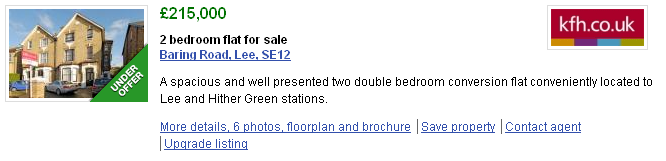 £215,000
kfh.co.uk
2 bedroom flat for sale
Baring Road, Lee, SE12
UNDER
OFFER
A spacious and well presented two double bedroom conversion flat conveniently located to
Lee and Hither Green stations.
More details, 6 photos, floorplan and brochure | Save property | Contact agent
| Upgrade listing